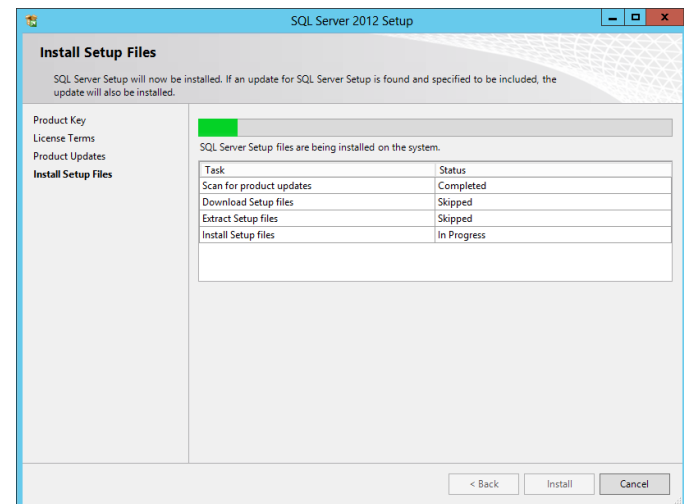 SQL Server 2012 Setup
Install Setup Files
SQL Server Setup will now be installed. If an update for SQL Server Setup is found and specified to be included, the
update will also be installed.
Product Key
License Terms
Product Updates
Install Setup Files
SQL Server Setup files are being installed on the system.
Task Status
Scan for product updates Completed
Download Setup files Skipped
Extract Setup files Skipped
Install Setup files In Progress
< Back Install Cancel